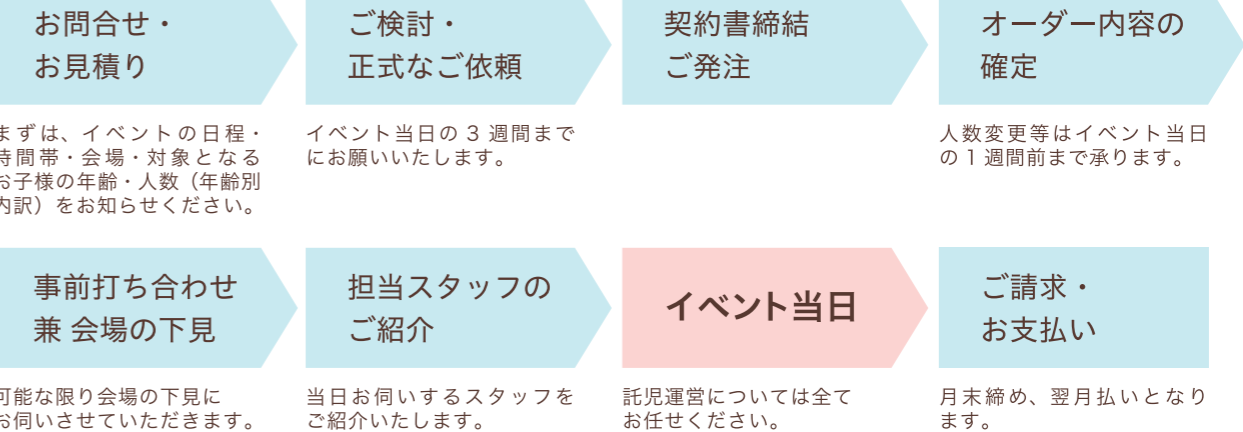 お問合せ・
お見積り
まずは、イベントの日程・
時間帯・会場・対象となる
お子様の年齢・人数（年齢別
内訳）をお知らせください。
ご検討・
正式なご依頼
イベント当日の 3 週間まで
にお願いいたします。
契約書締結
ご発注
オーダー内容の
確定
人数変更等はイベント当日
の 1 週間前まで承ります。
事前打ち合わせ
兼 会場の下見
可能な限り会場の下見に
お伺いさせていただきます。
担当スタッフの
ご紹介
当日お伺いするスタッフを
ご紹介いたします。
イベント当日
託児運営については全て
お任せください。
ご請求・
お支払い
月末締め、翌月払いとなり
ます。